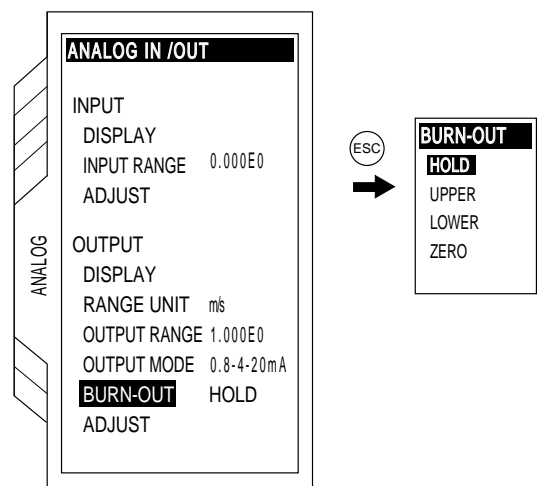 ANALOG IN /OUT
INPUT
DISPLAY
INPUT RANGE 0.000E0
ADJUST
OUTPUT
DISPLAY
RANGE UNIT m/s
OUTPUT RANGE 1.000E0
OUTPUT MODE 0.8-4-20mA
BURN-OUT HOLD
ADJUST
ANALOG
ESC
BURN-OUT
HOLD
UPPER
LOWER
ZERO